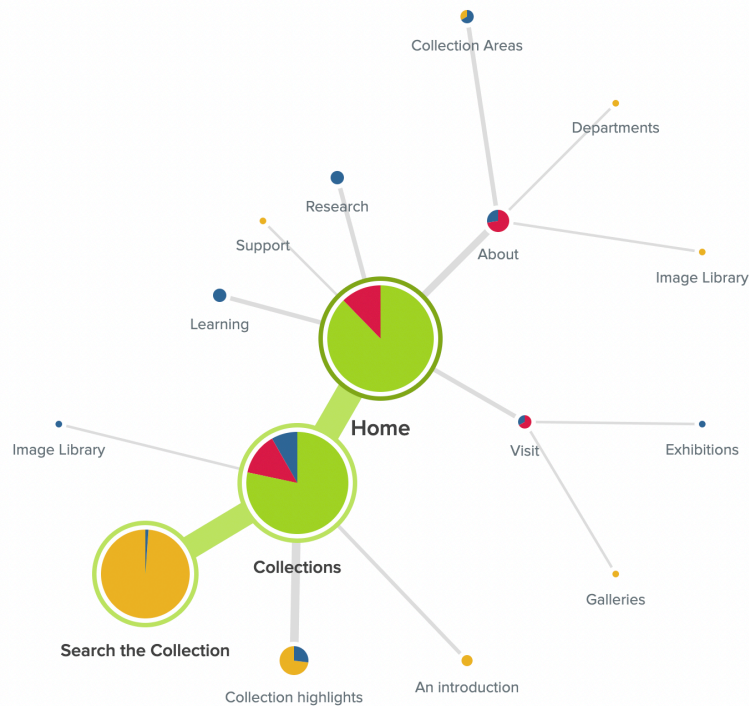 Collection Areas
Departments
Research
Support
About
Image Library
Learning
Home
Image Library
Visit
Exhibitions
Collections
Galleries
Search the Collection
An introduction
Collection highlights